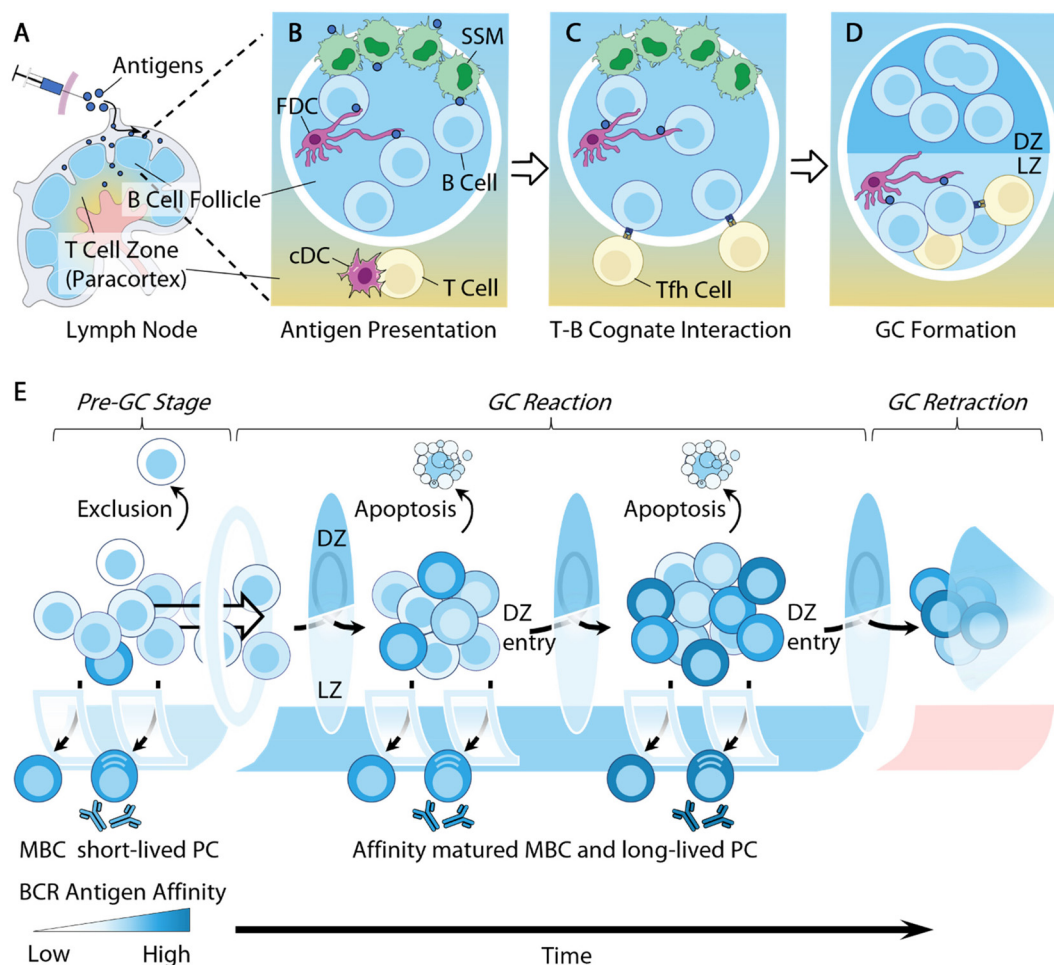 A
Antigens
B Cell Follicle
T Cell Zone
(Paracortex)
Lymph Node
B
SSM
FDC
B Cell
cDC
T Cell
Antigen Presentation
C
Tfh Cell
T-B Cognate Interaction
D
DZ
LZ
GC Formation
E
Pre-GC Stage
GC Reaction
GC Retraction
Exclusion
Apoptosis
Apoptosis
DZ
LZ
DZ
entry
DZ
entry
MBC short-lived PC
Affinity matured MBC and long-lived PC
BCR Antigen Affinity
Low
High
Time